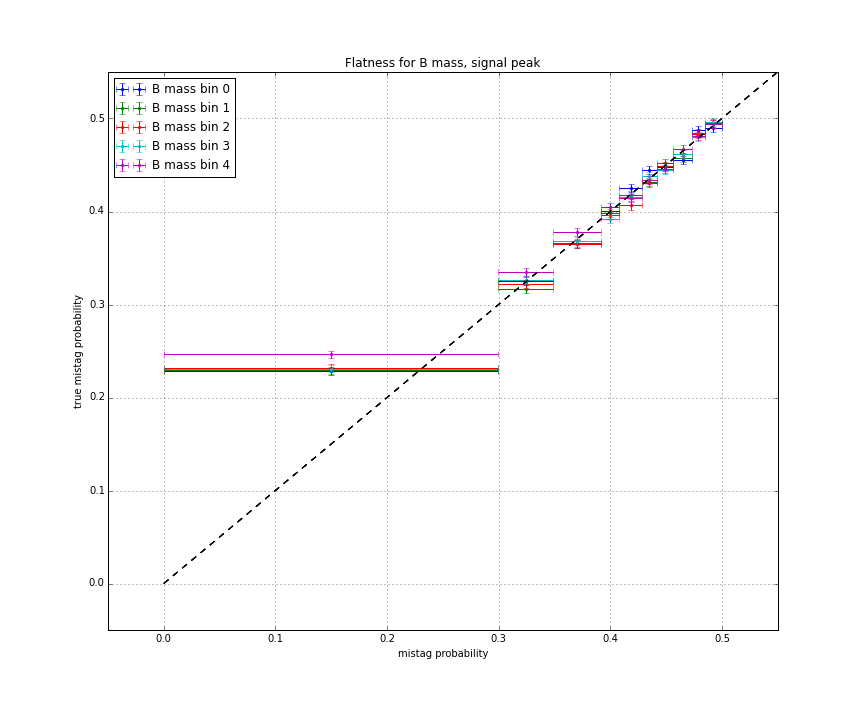 Flatness for B mass, signal peak
B mass bin 0
B mass bin 1
B mass bin 2
B mass bin 3
B mass bin 4
true mistag probability
0.5
0.4
0.3
0.2
0.1
0.0
0.0 0.1 0.2 0.3 0.4 0.5
mistag probability